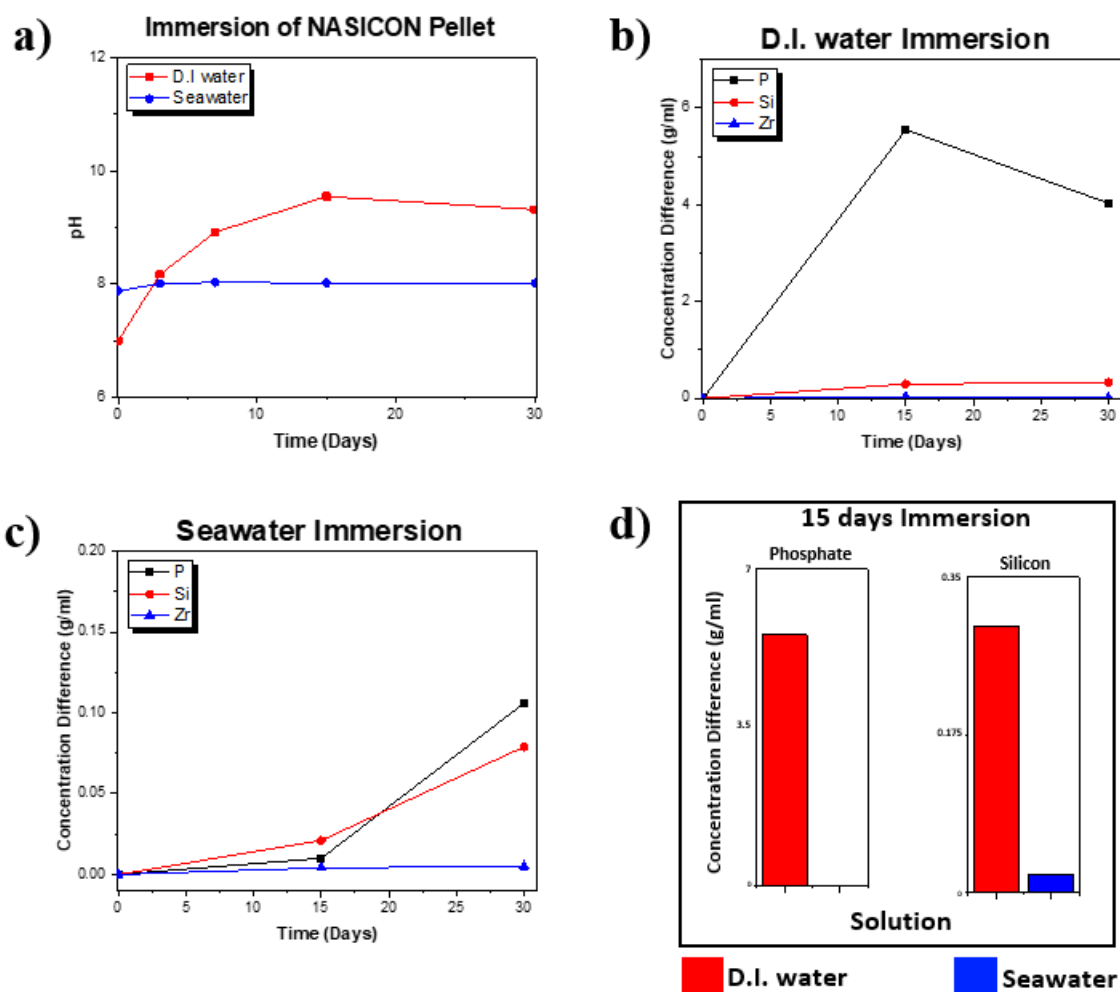 a)
Immersion of NASICON Pellet
12
10
8
6
pH
D.I water
Seawater
0
10
20
30
Time (Days)
b)
D.I. water Immersion
6
4
2
0
Concentration Difference (g/ml)
P
Si
Zr
0
5
10
15
20
25
30
Time (Days)
c)
Seawater Immersion
0.20
0.15
0.10
0.05
0.00
Concentration Difference (g/ml)
P
Si
Zr
0
5
10
15
20
25
30
Time (Days)
d)
15 days Immersion
Phosphate
7
3.5
0
Concentration Difference (g/ml)
Silicon
0.35
0.175
0
Solution
D.I. water
Seawater